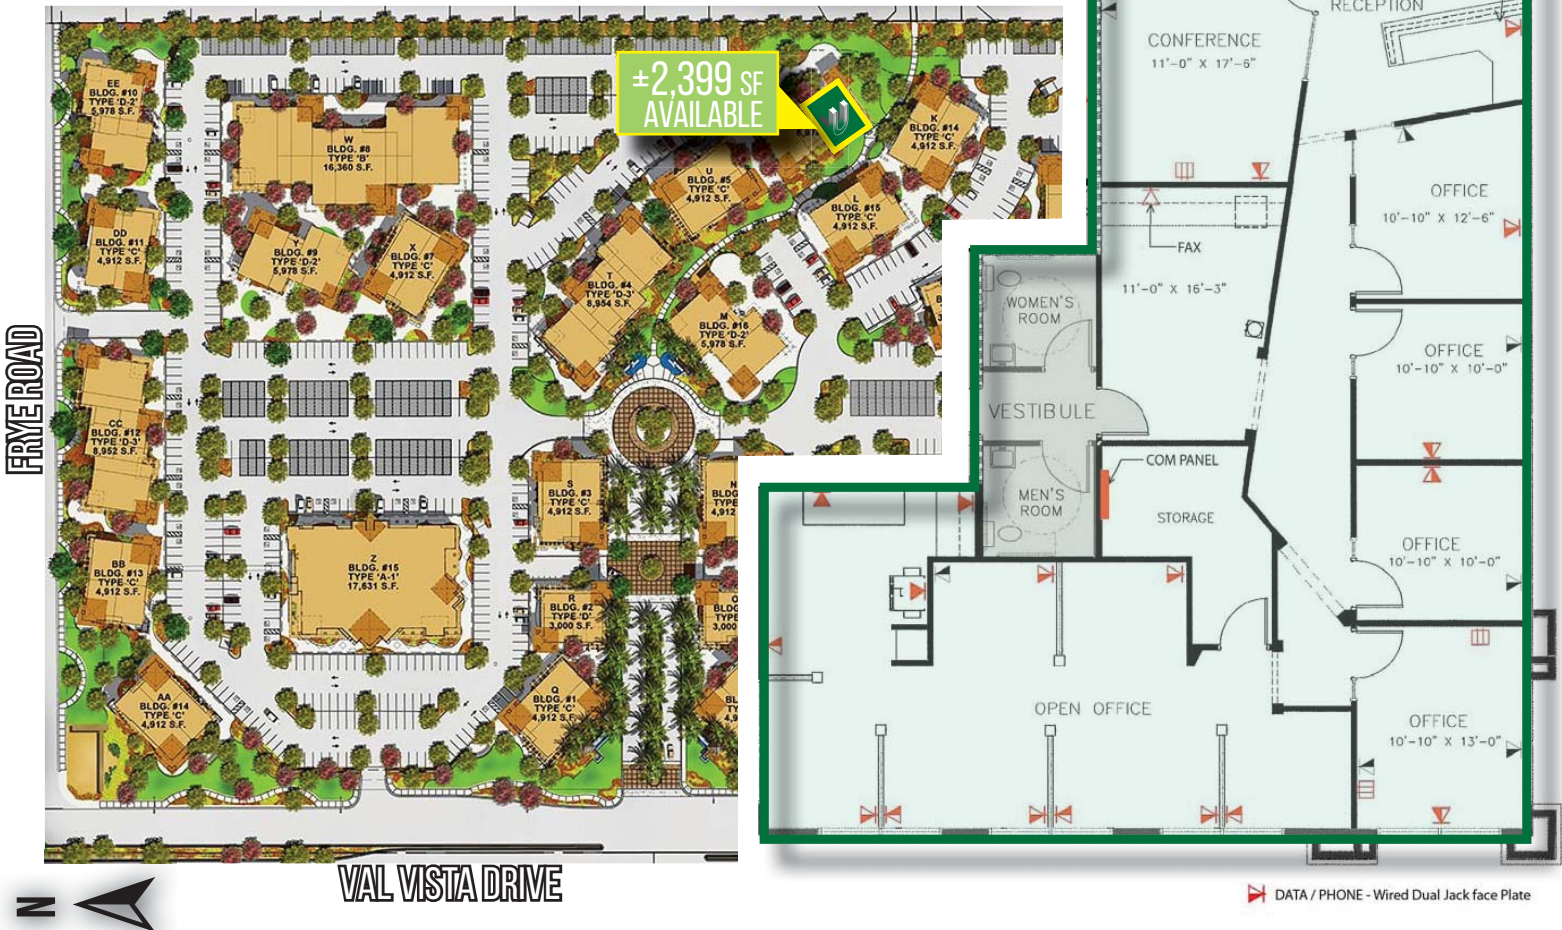 ±2,399 SF
AVAILABLE
EE
BLDG. #10
TYPE 'D-2'
5,978 S.F.
W
BLDG. #8
TYPE 'B'
16,360 S.F.
K
BLDG. #14
TYPE 'C'
4,912 S.F.
U
BLDG. #5
TYPE 'C'
4,912 S.F.
L
BLDG. #15
TYPE 'C'
4,912 S.F.
DD
BLDG. #11
TYPE 'C'
4,912 S.F.
Y
BLDG. #9
TYPE 'D-2'
5,978 S.F.
X
BLDG. #7
TYPE 'C'
4,912 S.F.
T
BLDG. #4
TYPE 'D-3'
8,954 S.F.
M
BLDG. #16
TYPE 'D-2'
5,978 S.F.
CC
BLDG. #12
TYPE 'D-3'
8,952 S.F.
S
BLDG. #3
TYPE 'C'
4,912 S.F.
N
BLDG
TYPE
4,912
BB
BLDG. #13
TYPE 'C'
4,912 S.F.
Z
BLDG. #15
TYPE 'A-1'
17,631 S.F.
R
BLDG. #2
TYPE 'D'
3,000 S.F.
BLDG
TYPE
3,000
AA
BLDG. #14
TYPE 'C'
4,912 S.F.
Q
BLDG. #1
TYPE 'C'
4,912 S.F.
FRYE ROAD
VAL VISTA DRIVE
N
RECEPTION
CONFERENCE
11'-0" X 17'-6"
OFFICE
10'-10" X 12'-6"
FAX
11'-0" X 16'-3"
WOMEN'S
ROOM
OFFICE
10'-10" X 10'-0"
VESTIBULE
COM PANEL
MEN'S
ROOM
STORAGE
OFFICE
10'-10" X 10'-0"
OPEN OFFICE
OFFICE
10'-10" X 13'-0"
DATA / PHONE - Wired Dual Jack face Plate